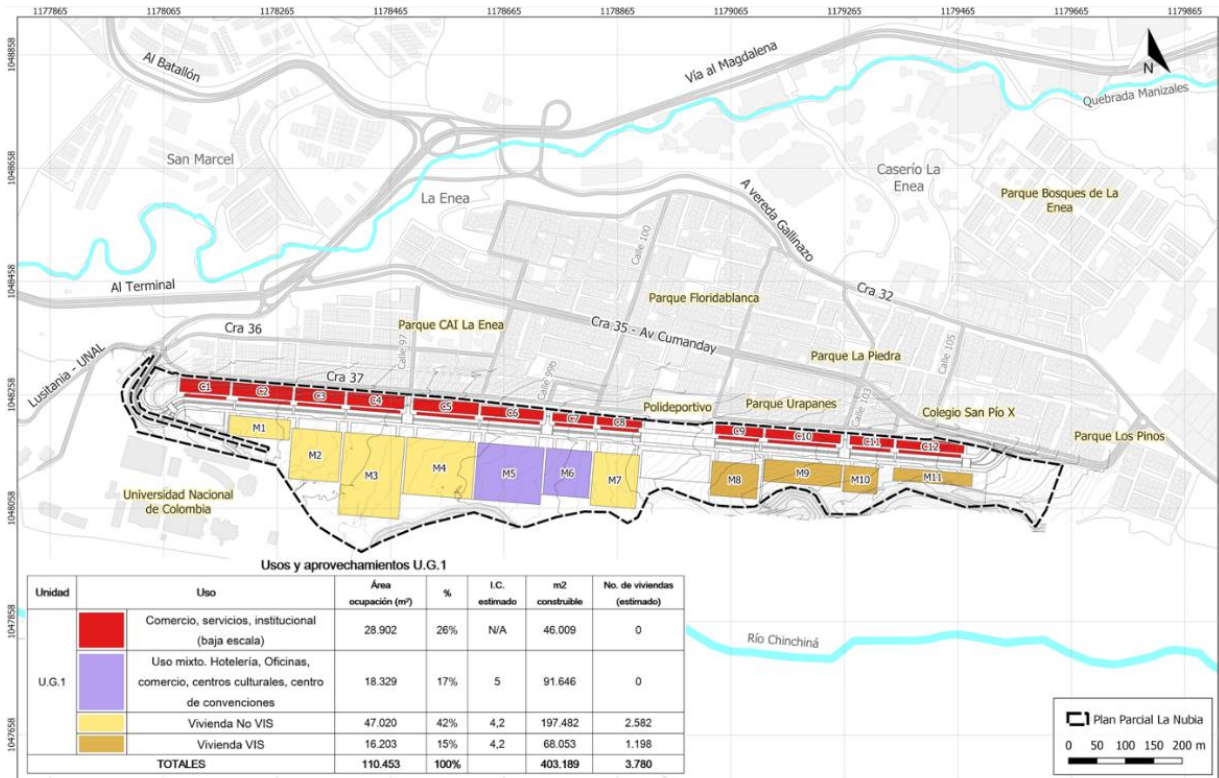 1177865 1178065 1178265 1178465 1178665 1178865 1179065 1179265 1179465 1179665 1179865
1048858
1048658
1048458
1048258
1048058
1047858
1047658
N
Al Batallón
Vía al Magdalena
Quebrada Manizales
San Marcel
La Enea
Caserío La
Enea
Parque Bosques de La
Enea
A vereda Gallinazo
Calle 100
Al Terminal
Cra 32
Parque Floridablanca
Cra 36
Parque CAI La Enea
Cra 35 - Av Cumanday
Calle 97
Calle 99b
Parque La Piedra
Calle 105
Lusitania - UNAL
Cra 37
Calle 103
Polideportivo
Parque Urapanes
Colegio San Pío X
Parque Los Pinos
C1 C2 C3 C4 C5 C6 C7 C8 C9 C10 C11 C12
M1 M2 M3 M4 M5 M6 M7 M8 M9 M10 M11
Universidad Nacional
de Colombia
Río Chinchiná
Usos y aprovechamientos U.G.1
Unidad Uso Área ocupación (m²) % I.C. estimado m2 construible No. de viviendas (estimado)
U.G.1
Comercio, servicios, institucional (baja escala) 28.902 26% N/A 46.009 0
Uso mixto. Hotelería, Oficinas, comercio, centros culturales, centro de convenciones 18.329 17% 5 91.646 0
Vivienda No VIS 47.020 42% 4,2 197.482 2.582
Vivienda VIS 16.203 15% 4,2 68.053 1.198
TOTALES 110.453 100% 403.189 3.780
Plan Parcial La Nubia
0 50 100 150 200 m